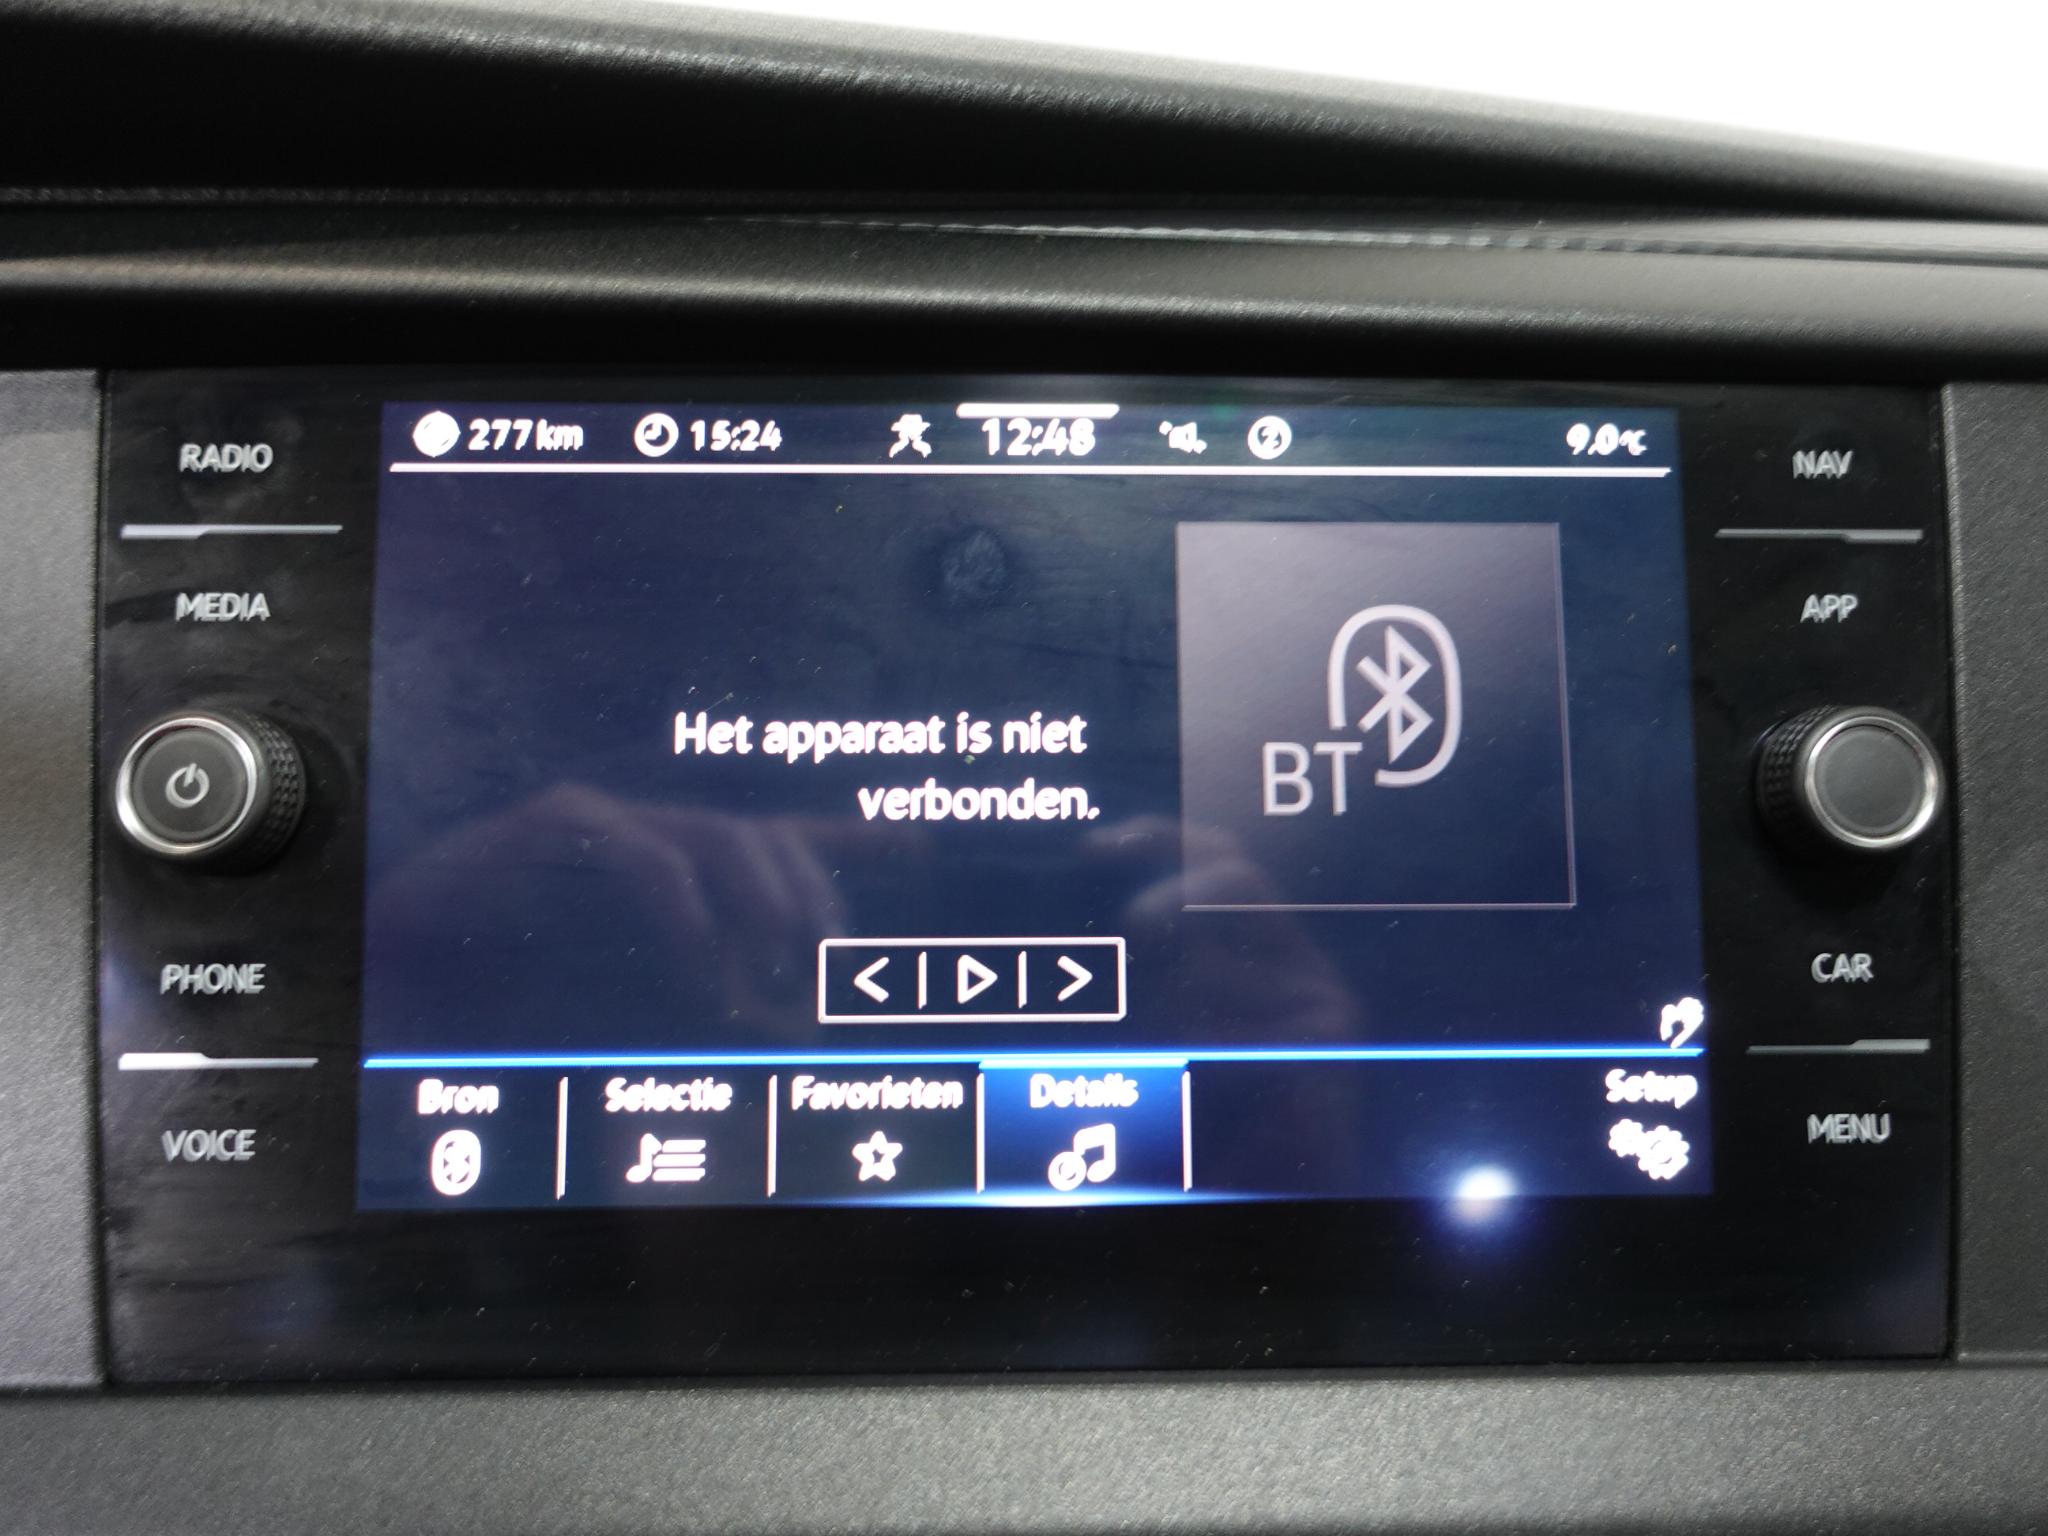 RADIO
MEDIA
PHONE
VOICE
277 km 15:24 12:48 2 9.0°C
Het apparaat is niet
verbonden.
BT
Bron Selectie Favorieten Details Setup
NAV
APP
CAR
MENU